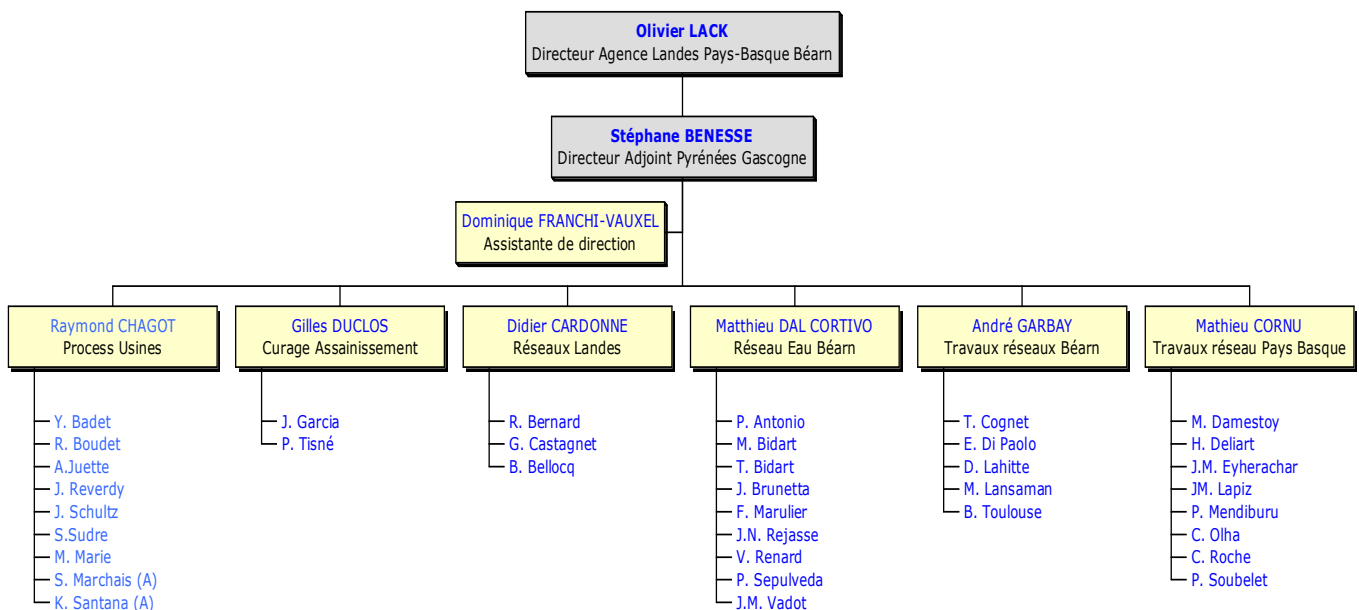 Olivier LACK
Directeur Agence Landes Pays-Basque Béarn
Stéphane BENESSE
Directeur Adjoint Pyrénées Gascogne
Dominique FRANCHI-VAUXEL
Assistante de direction
Raymond CHAGOT
Process Usines
Y. Badet
R. Boudet
A.Juette
J. Reverdy
J. Schultz
S.Sudre
M. Marie
S. Marchais (A)
K. Santana (A)
Gilles DUCLOS
Curage Assainissement
J. Garcia
P. Tisné
Didier CARDONNE
Réseaux Landes
R. Bernard
G. Castagnet
B. Bellocq
Matthieu DAL CORTIVO
Réseau Eau Béarn
P. Antonio
M. Bidart
T. Bidart
J. Brunetta
F. Marulier
J.N. Rejasse
V. Renard
P. Sepulveda
J.M. Vadot
André GARBAY
Travaux réseaux Béarn
T. Cognet
E. Di Paolo
D. Lahitte
M. Lansaman
B. Toulouse
Mathieu CORNU
Travaux réseau Pays Basque
M. Damestoy
H. Deliart
J.M. Eyherachar
JM. Lapiz
P. Mendiburu
C. Olha
C. Roche
P. Soubelet